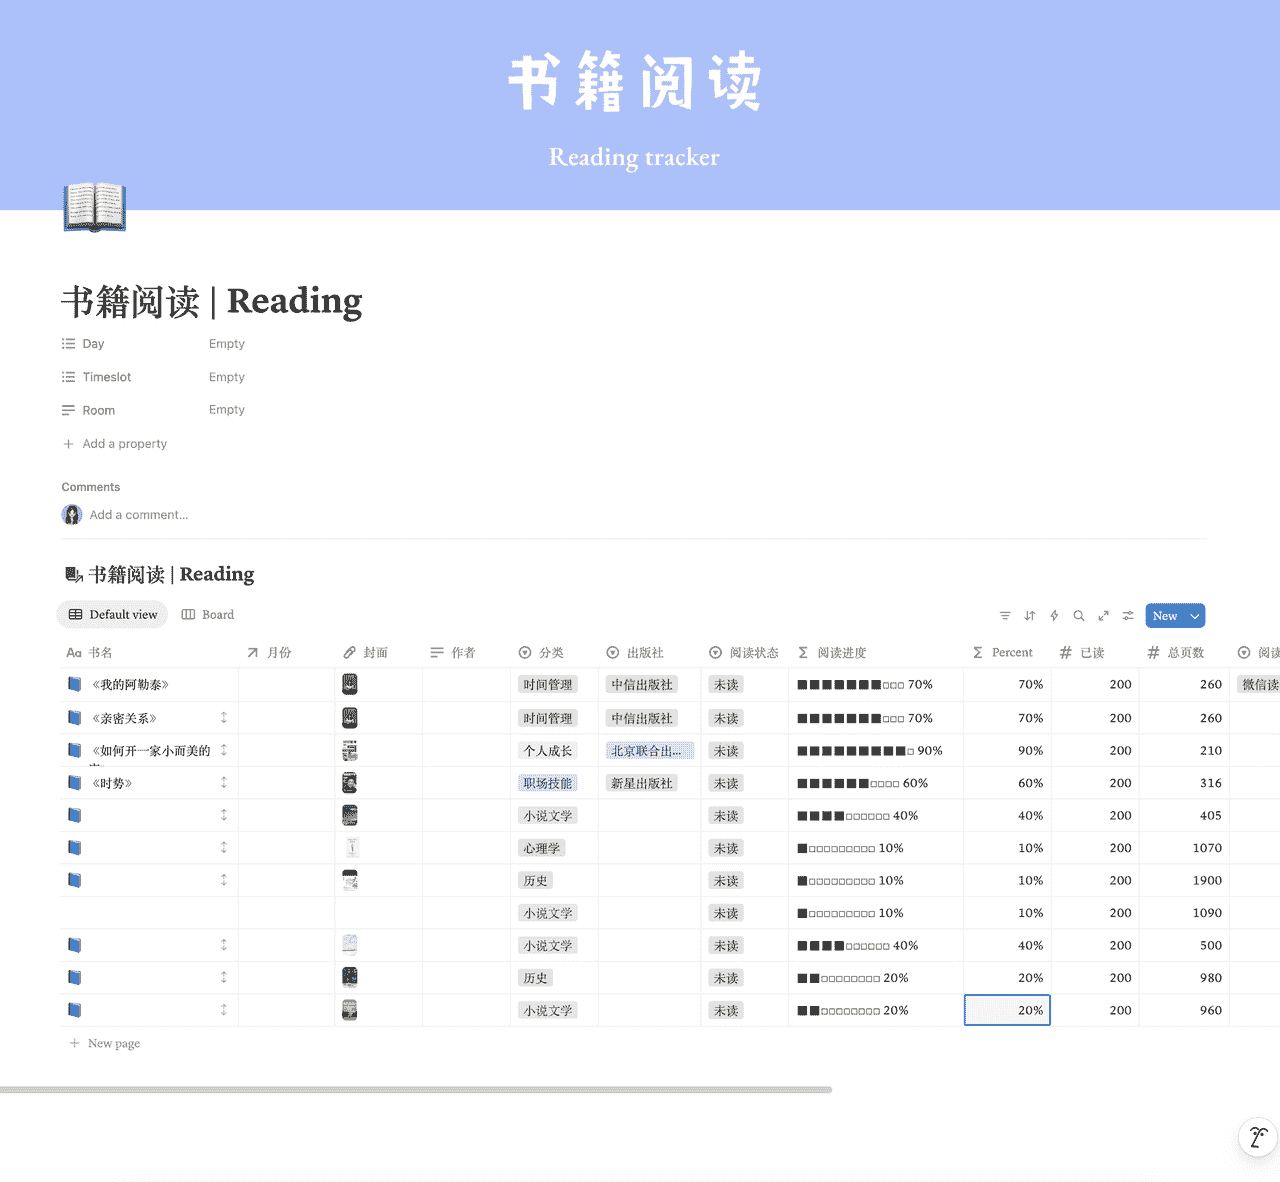 书籍阅读
Reading tracker
书籍阅读 | Reading
Day Empty
Timeslot Empty
Room Empty
Add a property
Comments
Add a comment...
书籍阅读 | Reading
Default view Board New
Aa 书名 月份 封面 作者 分类 出版社 阅读状态 阅读进度 Percent 已读 总页数
《我的阿勒泰》 时间管理 中信出版社 未读 ■■■■■■■□□□ 70% 70% 200 260 微信读
《亲密关系》 时间管理 中信出版社 未读 ■■■■■■■□□□ 70% 70% 200 260
《如何开一家小而美的 个人成长 北京联合出... 未读 ■■■■■■■■■□ 90% 90% 200 210
《时势》 职场技能 新星出版社 未读 ■■■■■■□□□□ 60% 60% 200 316
小说文学 未读 ■■■■□□□□□□ 40% 40% 200 405
心理学 未读 ■□□□□□□□□□ 10% 10% 200 1070
历史 未读 ■□□□□□□□□□ 10% 10% 200 1900
小说文学 未读 ■□□□□□□□□□ 10% 10% 200 1090
小说文学 未读 ■■■■□□□□□□ 40% 40% 200 500
历史 未读 ■■□□□□□□□□ 20% 20% 200 980
小说文学 未读 ■■□□□□□□□□ 20% 20% 200 960
New page